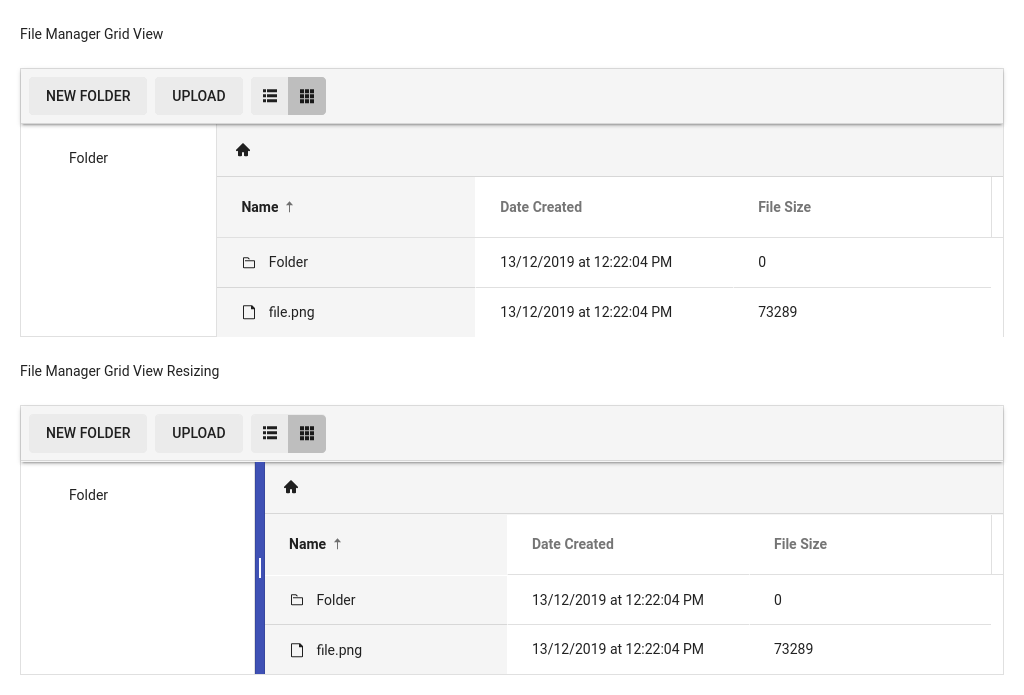 File Manager Grid View
NEW FOLDER UPLOAD
Folder
Name ↑ Date Created File Size
Folder 13/12/2019 at 12:22:04 PM 0
file.png 13/12/2019 at 12:22:04 PM 73289
File Manager Grid View Resizing
NEW FOLDER UPLOAD
Folder
Name ↑ Date Created File Size
Folder 13/12/2019 at 12:22:04 PM 0
file.png 13/12/2019 at 12:22:04 PM 73289